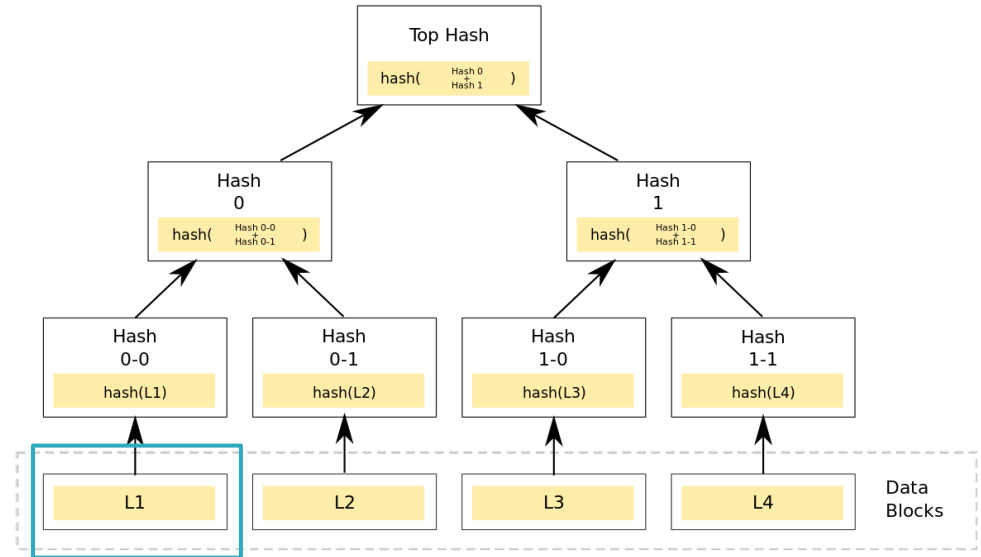 Top Hash
hash( Hash 0 + Hash 1 )
Hash
0
hash( Hash 0-0 + Hash 0-1 )
Hash
1
hash( Hash 1-0 + Hash 1-1 )
Hash
0-0
hash(L1)
Hash
0-1
hash(L2)
Hash
1-0
hash(L3)
Hash
1-1
hash(L4)
L1
L2
L3
L4
Data
Blocks